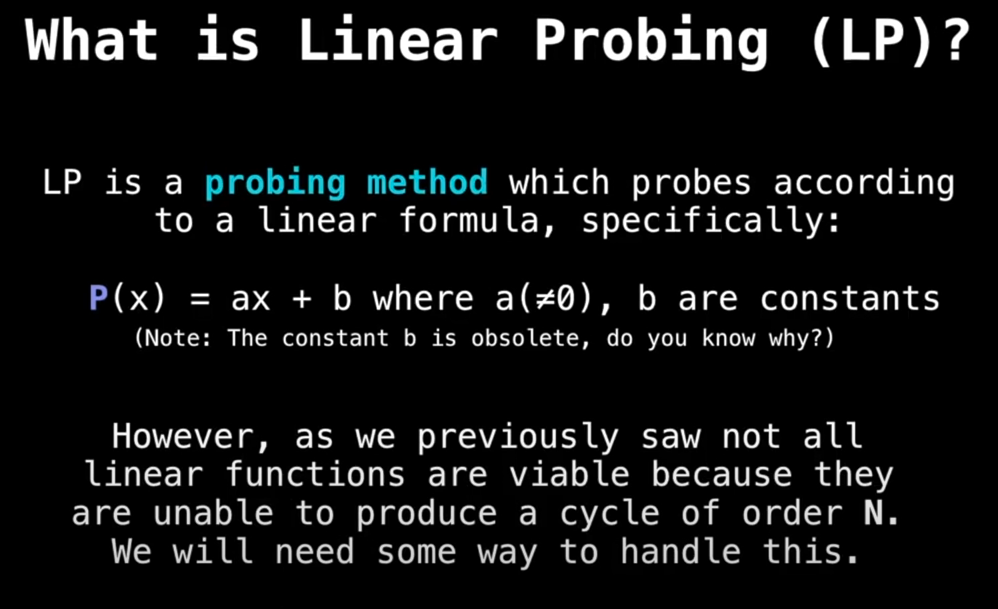 What is Linear Probing (LP)?
LP is a probing method which probes according
to a linear formula, specifically:
P(x) = ax + b where a(≠0), b are constants
(Note: The constant b is obsolete, do you know why?)
However, as we previously saw not all
linear functions are viable because they
are unable to produce a cycle of order N.
We will need some way to handle this.